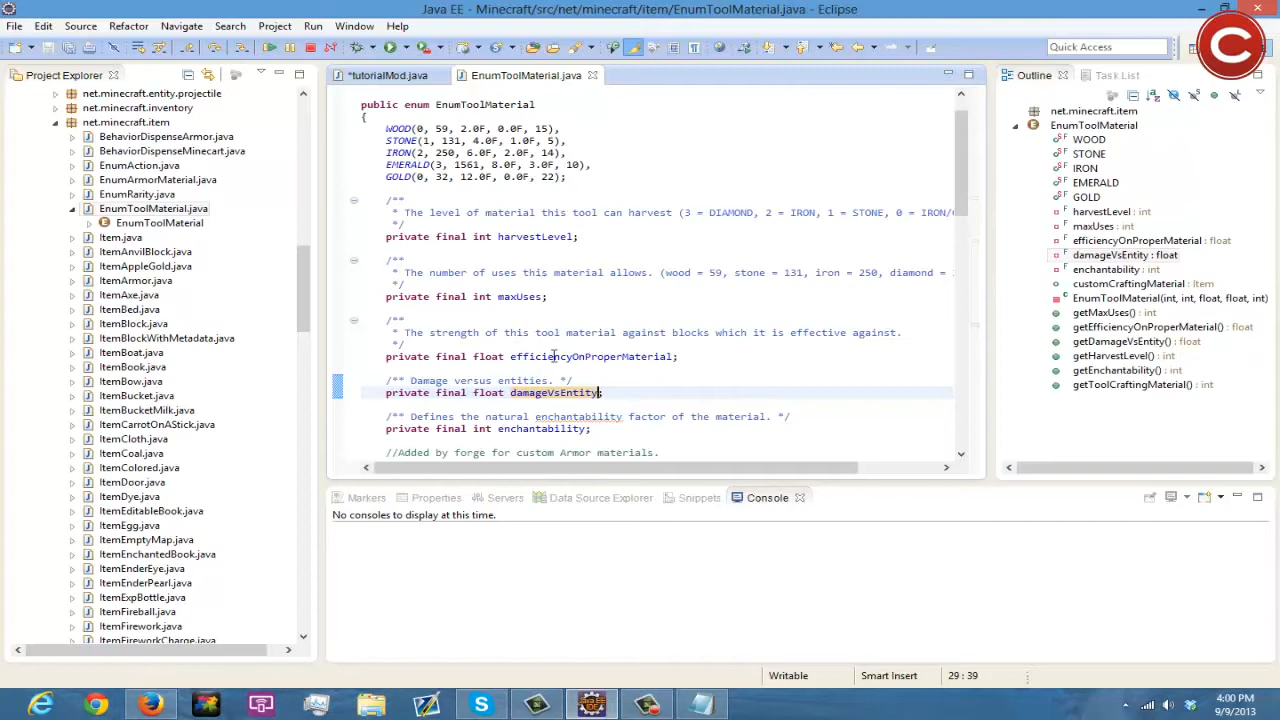 Java EE - Minecraft/src/net/minecraft/item/EnumToolMaterial.java - Eclipse
File Edit Source Refactor Navigate Search Project Run Window Help
Quick Access
C
Project Explorer
net.minecraft.entity.projectile
net.minecraft.inventory
net.minecraft.item
BehaviorDispenseArmor.java
BehaviorDispenseMinecart.java
EnumAction.java
EnumArmorMaterial.java
EnumRarity.java
EnumToolMaterial.java
EnumToolMaterial
Item.java
ItemAnvilBlock.java
ItemAppleGold.java
ItemArmor.java
ItemAxe.java
ItemBed.java
ItemBlock.java
ItemBlockWithMetadata.java
ItemBoat.java
ItemBook.java
ItemBow.java
ItemBucket.java
ItemBucketMilk.java
ItemCarrotOnAStick.java
ItemCloth.java
ItemCoal.java
ItemColored.java
ItemDoor.java
ItemDye.java
ItemEditableBook.java
ItemEgg.java
ItemEmptyMap.java
ItemEnchantedBook.java
ItemEnderEye.java
ItemEnderPearl.java
ItemExpBottle.java
ItemFireball.java
ItemFirework.java
ItemFireworkCharge.java
*tutorialMod.java EnumToolMaterial.java
public enum EnumToolMaterial
{
WOOD(0, 59, 2.0F, 0.0F, 15),
STONE(1, 131, 4.0F, 1.0F, 5),
IRON(2, 250, 6.0F, 2.0F, 14),
EMERALD(3, 1561, 8.0F, 3.0F, 10),
GOLD(0, 32, 12.0F, 0.0F, 22);
/**
* The level of material this tool can harvest (3 = DIAMOND, 2 = IRON, 1 = STONE, 0 = IRON/
*/
private final int harvestLevel;
/**
* The number of uses this material allows. (wood = 59, stone = 131, iron = 250, diamond =
*/
private final int maxUses;
/**
* The strength of this tool material against blocks which it is effective against.
*/
private final float efficiencyOnProperMaterial;
/** Damage versus entities. */
private final float damageVsEntity;
/** Defines the natural enchantability factor of the material. */
private final int enchantability;
//Added by forge for custom Armor materials.
Outline Task List
net.minecraft.item
EnumToolMaterial
WOOD
STONE
IRON
EMERALD
GOLD
harvestLevel : int
maxUses : int
efficiencyOnProperMaterial : float
damageVsEntity : float
enchantability : int
customCraftingMaterial : Item
EnumToolMaterial(int, int, float, float, int)
getMaxUses() : int
getEfficiencyOnProperMaterial() : float
getDamageVsEntity() : float
getHarvestLevel() : int
getEnchantability() : int
getToolCraftingMaterial() : int
Markers Properties Servers Data Source Explorer Snippets Console
No consoles to display at this time.
Writable Smart Insert 29 : 39
4:00 PM
9/9/2013